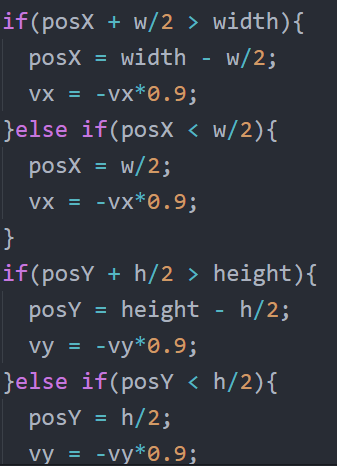 if(posX + w/2 > width){
  posX = width - w/2;
  vx = -vx*0.9;
}else if(posX < w/2){
  posX = w/2;
  vx = -vx*0.9;
}
if(posY + h/2 > height){
  posY = height - h/2;
  vy = -vy*0.9;
}else if(posY < h/2){
  posY = h/2;
  vy = -vy*0.9;